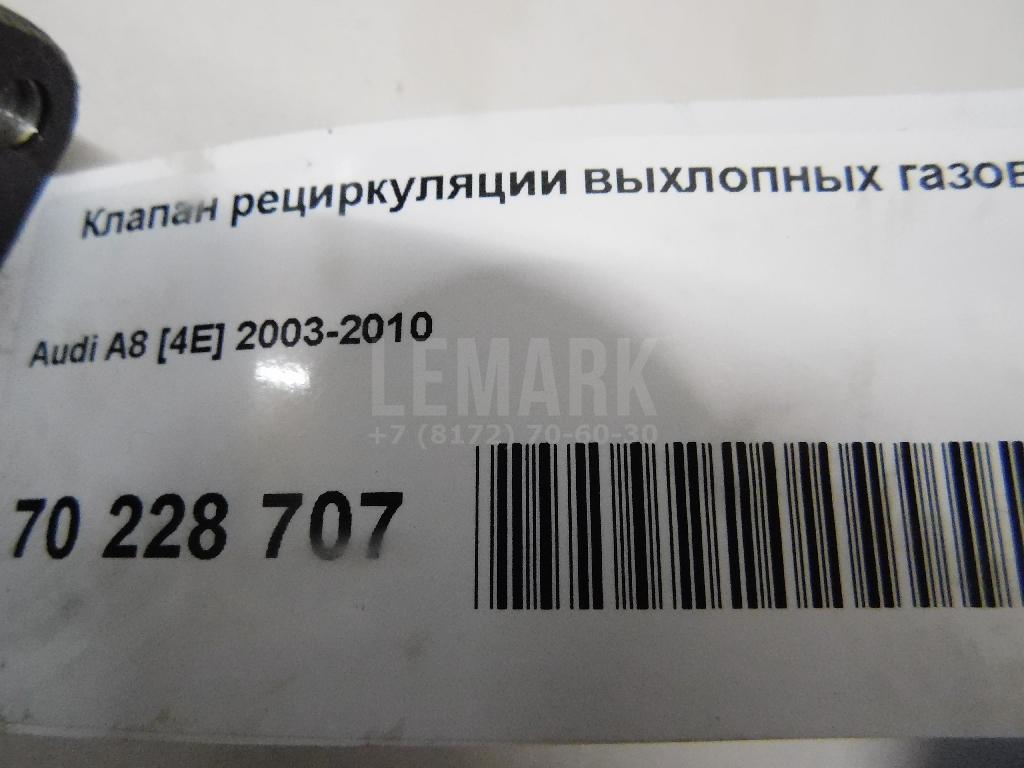 Клапан рециркуляции выхлопных газов
Audi A8 [4E] 2003-2010
LEMARK
+7 (8172) 70-60-30
70 228 707